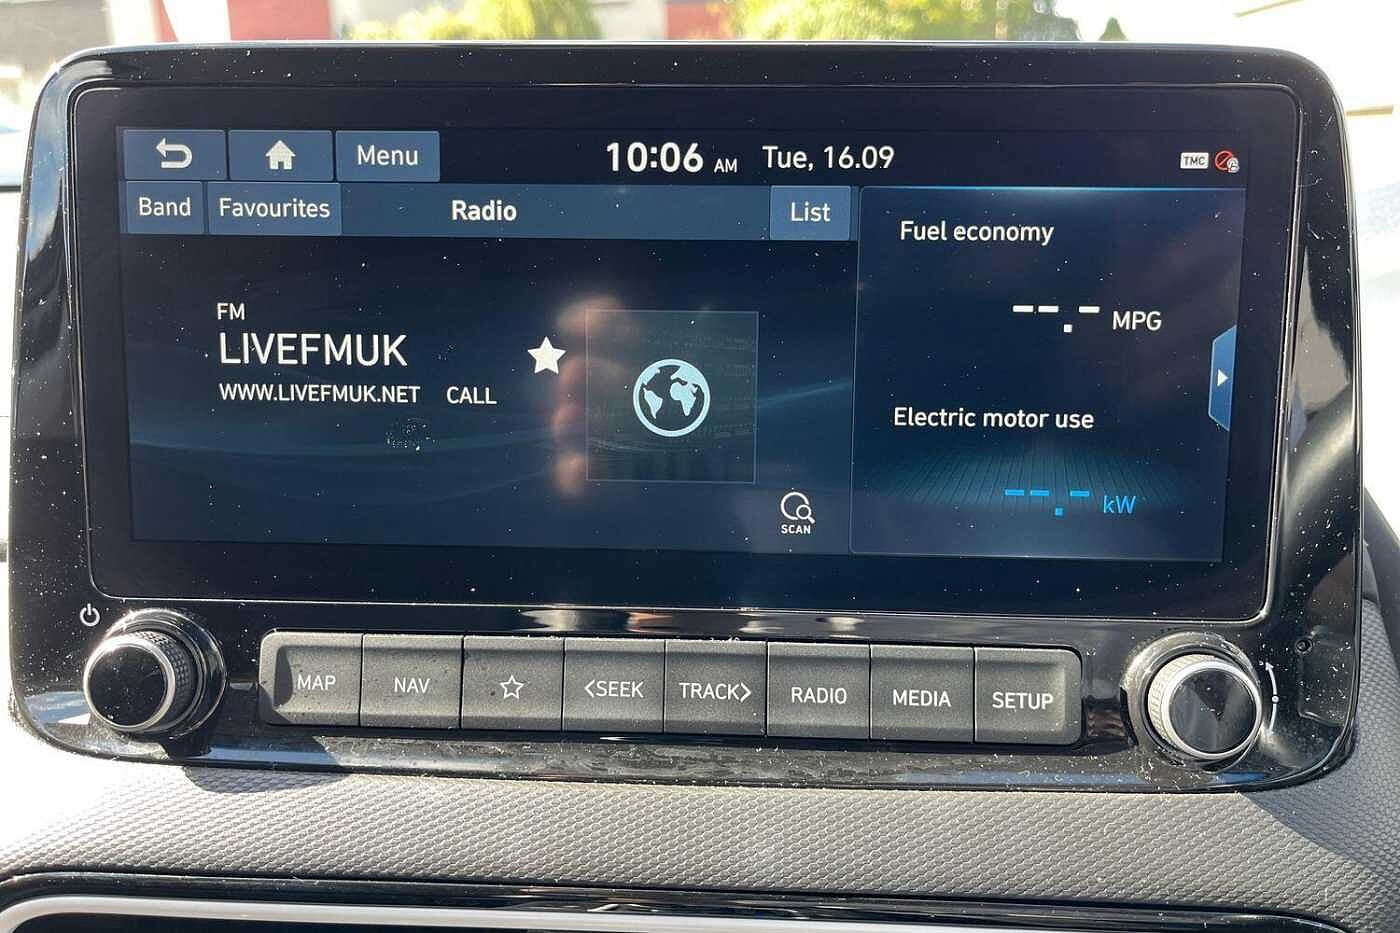 Menu
10:06 AM Tue, 16.09
TMC
Band
Favourites
Radio
List
FM
LIVEFMUK
WWW.LIVEFMUK.NET CALL
SCAN
Fuel economy
--.- MPG
Electric motor use
--.- kW
MAP
NAV
<SEEK
TRACK>
RADIO
MEDIA
SETUP